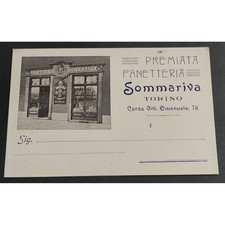 PREMIATA
PANETTERIA
Sommariva
TORINO
Corso Vitt. Emanuele, 76
Sig.